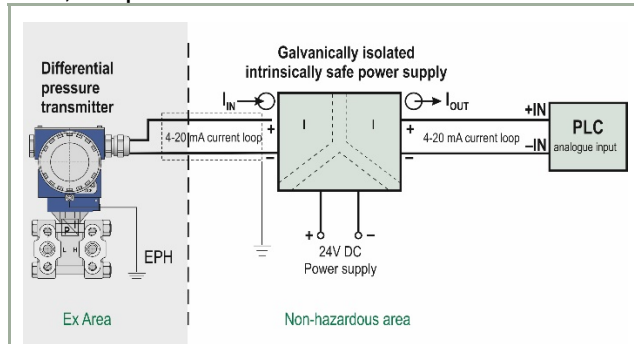 Differential
pressure
transmitter
Galvanically isolated
intrinsically safe power supply
IIN
IOUT
4-20 mA current loop
+
−
I
I
+
−
4-20 mA current loop
+IN
−IN
PLC
analogue input
EPH
L H
+
−
24V DC
Power supply
Ex Area
Non-hazardous area